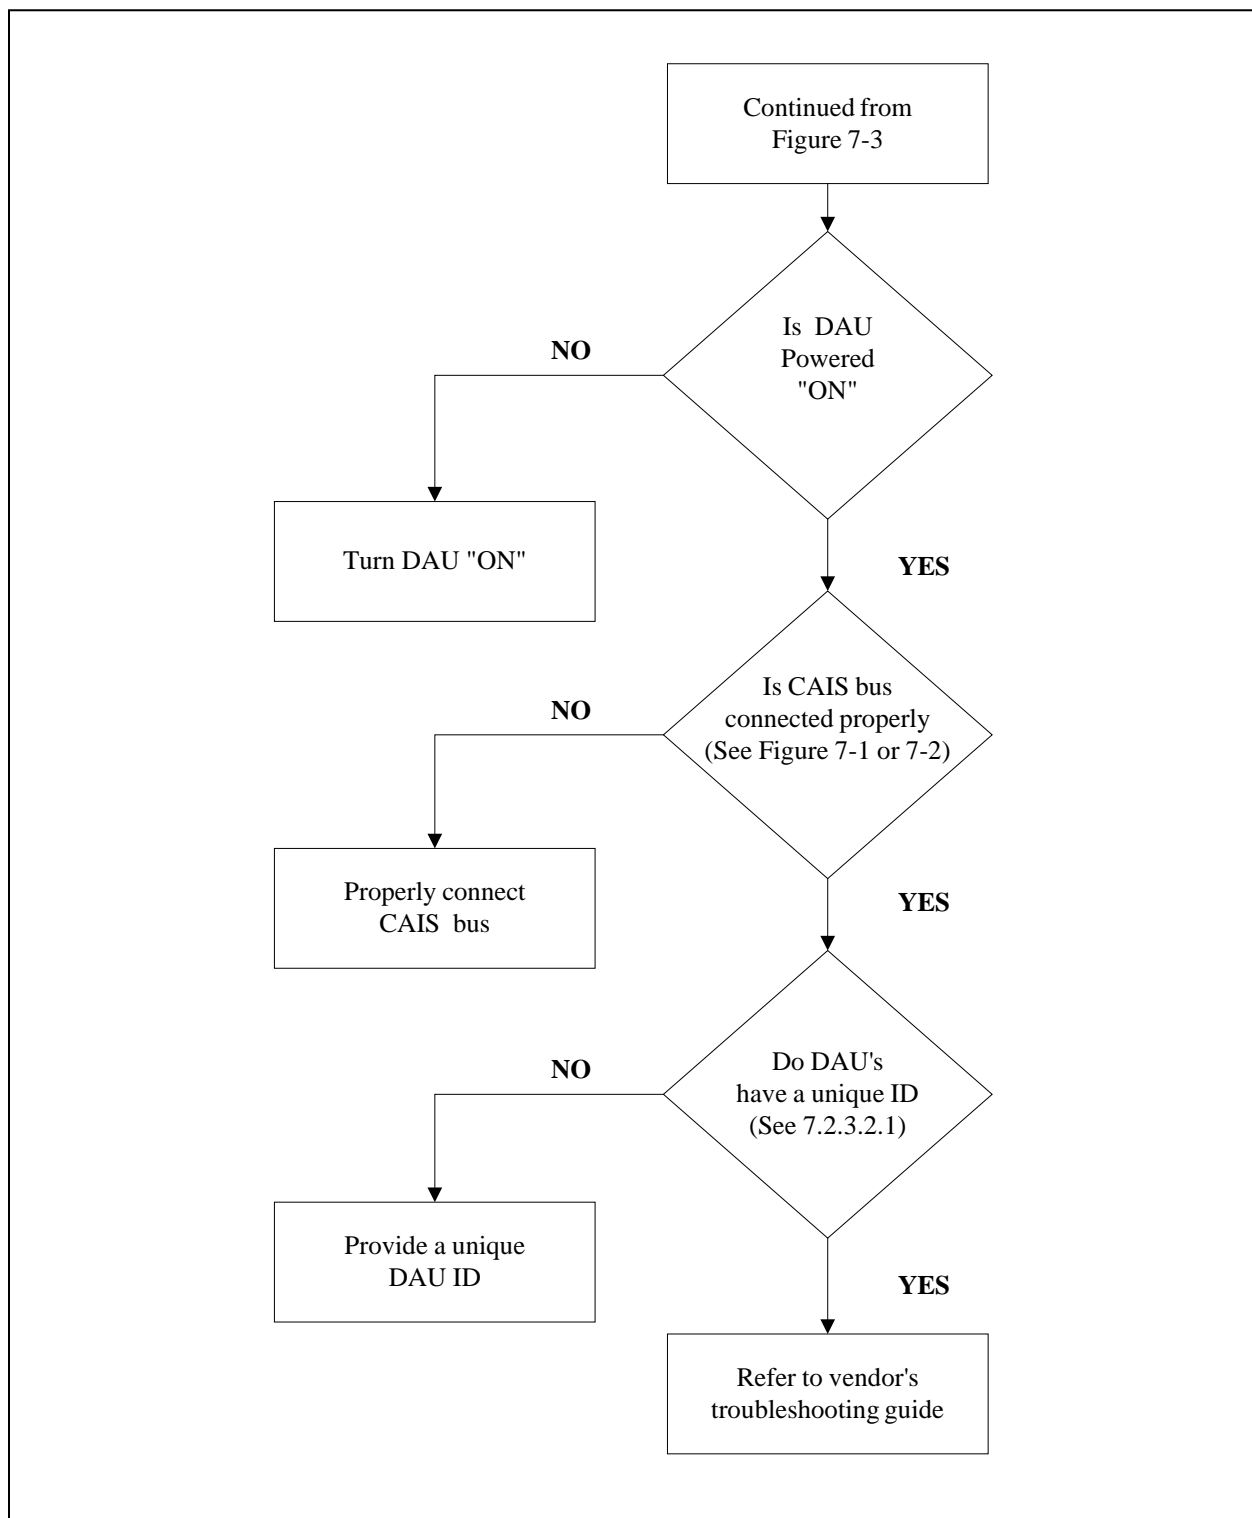 Continued from
Figure 7-3
Is DAU
Powered
"ON"
NO
Turn DAU "ON"
YES
Is CAIS bus
connected properly
(See Figure 7-1 or 7-2)
NO
Properly connect
CAIS bus
YES
Do DAU's
have a unique ID
(See 7.2.3.2.1)
NO
Provide a unique
DAU ID
YES
Refer to vendor's
troubleshooting guide